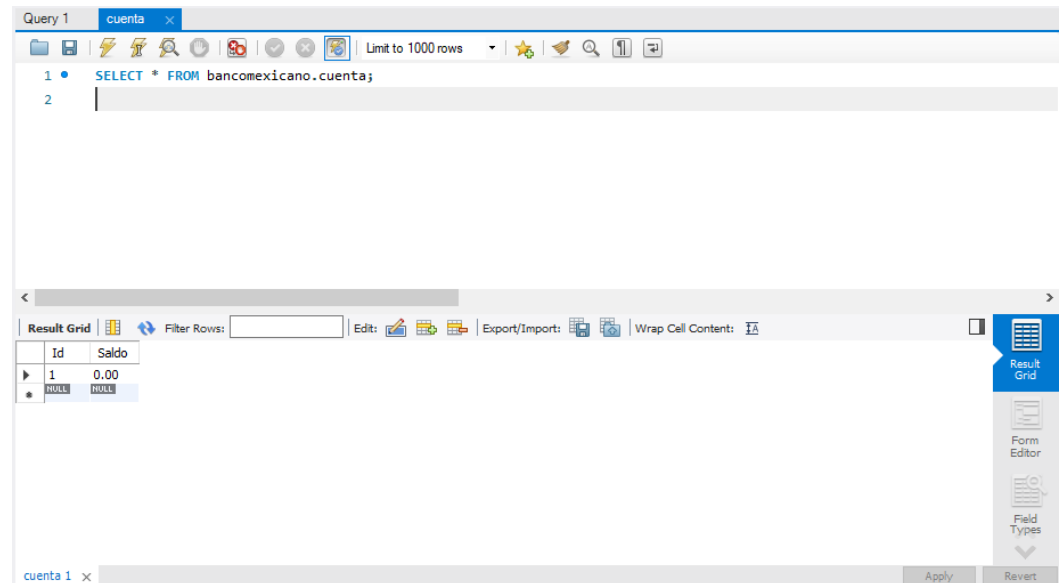 Query 1 cuenta
Limit to 1000 rows
1 SELECT * FROM bancomexicano.cuenta;
2
Result Grid Filter Rows: Edit: Export/Import: Wrap Cell Content:
Id Saldo
1 0.00
NULL NULL
Result
Grid
Form
Editor
Field
Types
cuenta 1 Apply Revert